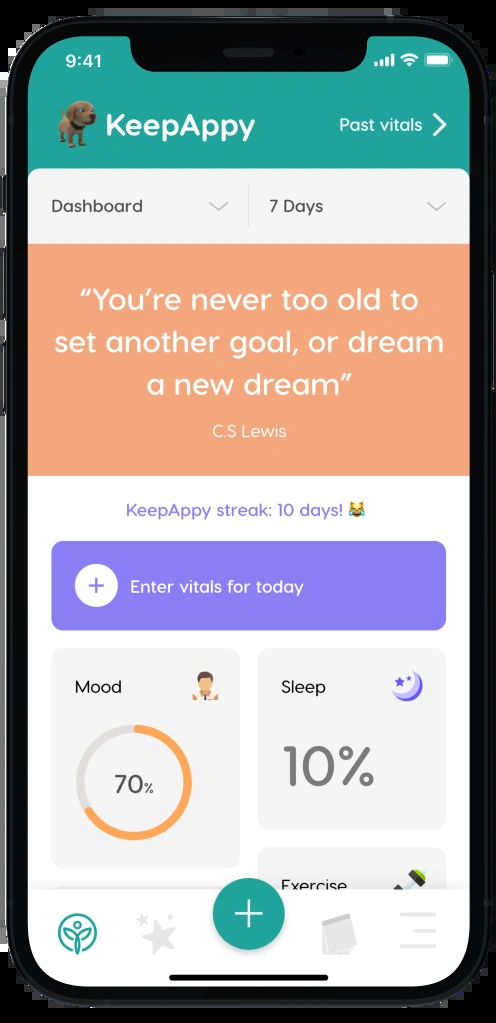 9:41
KeepAppy
Past vitals
Dashboard
7 Days
“You’re never too old to
set another goal, or dream
a new dream”
C.S Lewis
KeepAppy streak: 10 days! 😹
Enter vitals for today
Mood
Sleep
70%
10%
Exercise